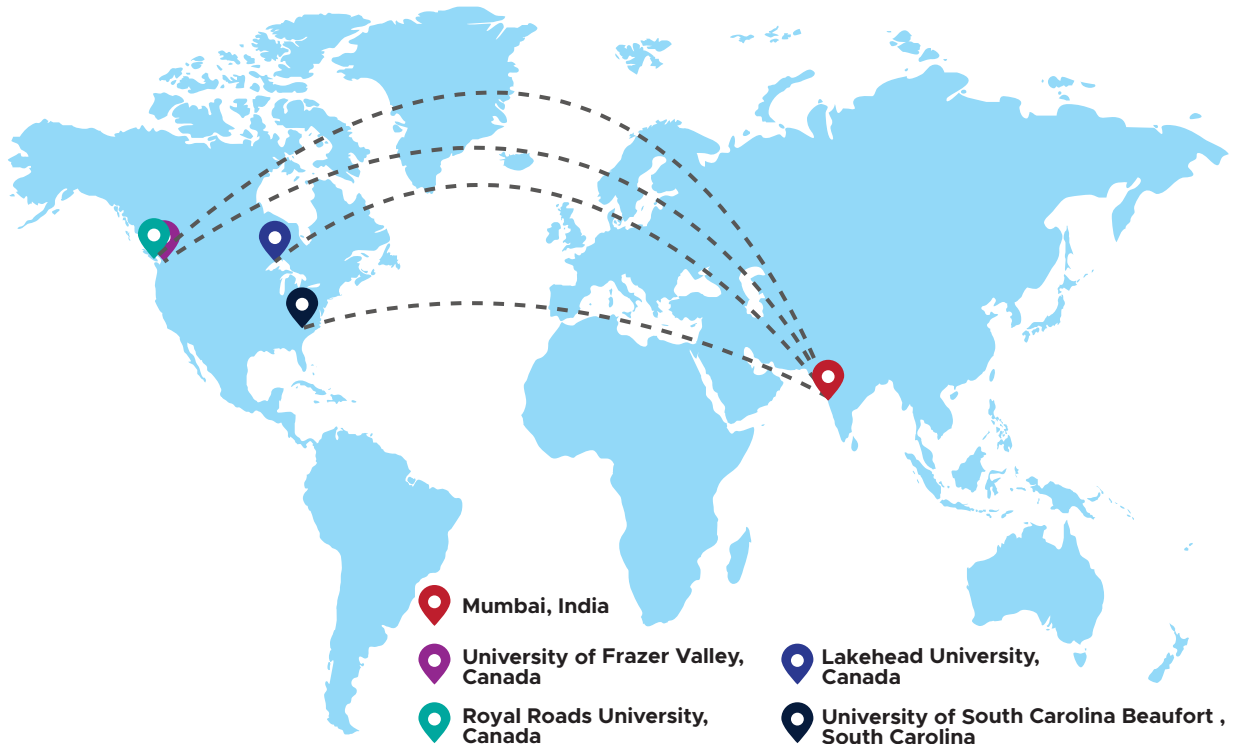 Mumbai, India
University of Frazer Valley,
Canada
Royal Roads University,
Canada
Lakehead University,
Canada
University of South Carolina Beaufort ,
South Carolina